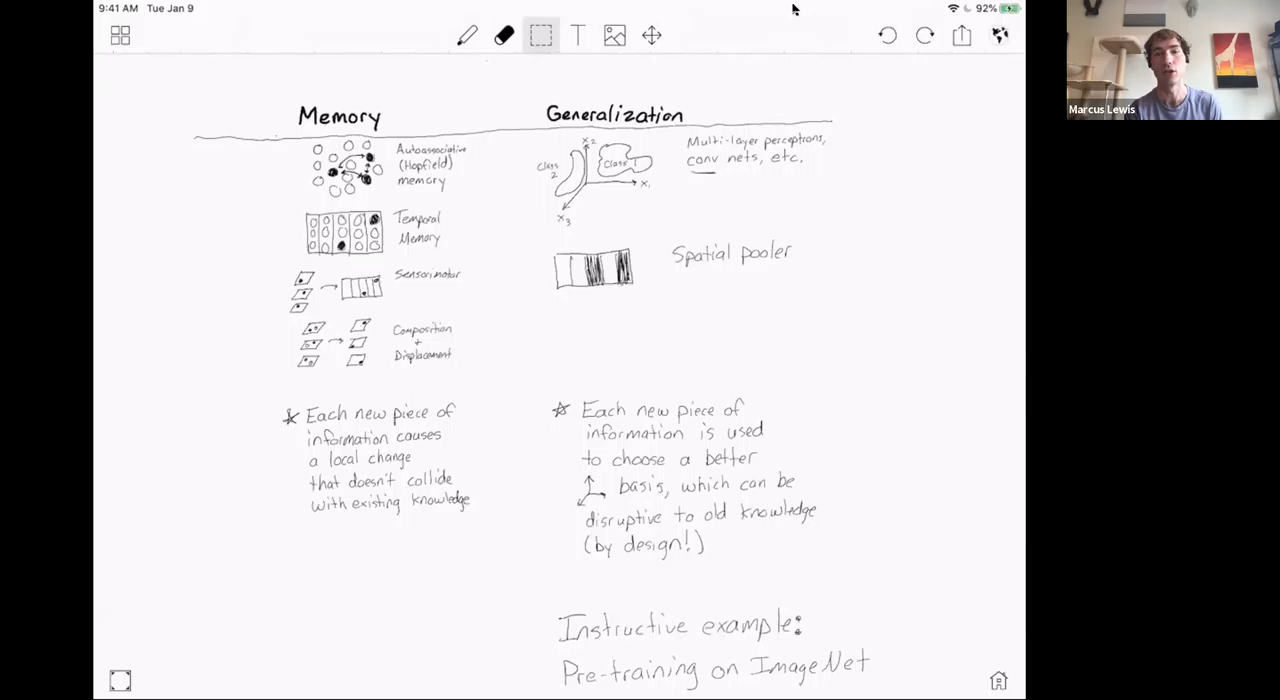 9:41 AM Tue Jan 9
92%
T
Marcus Lewis
Memory
Autoassociative
(Hopfield)
memory
Temporal
Memory
Sensorimotor
Composition
+
Displacement
* Each new piece of
information causes
a local change
that doesn't collide
with existing knowledge
Generalization
X2
Class 2
Class 1
X1
X3
Multi-layer perceptrons,
conv nets, etc.
Spatial pooler
☆ Each new piece of
information is used
to choose a better
basis, which can be
disruptive to old knowledge
(by design!)
Instructive example:
Pre-training on ImageNet